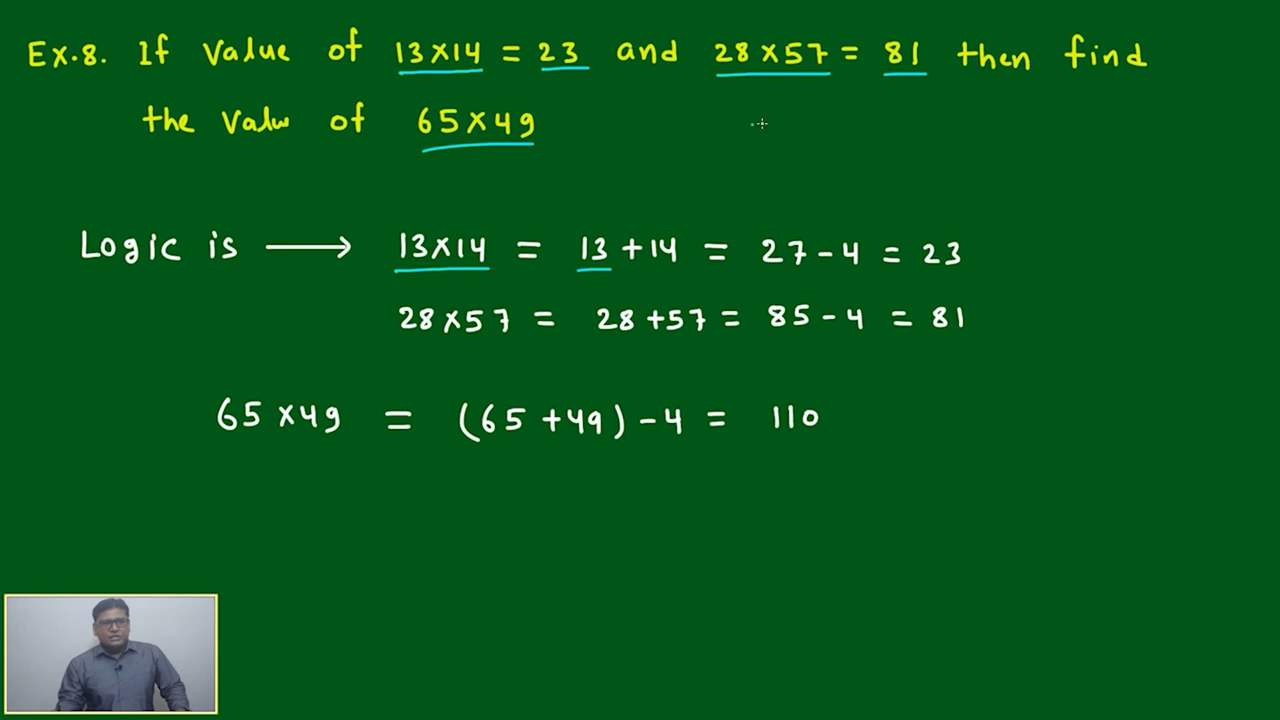 Ex.8. If value of 13×14 = 23 and 28×57 = 81 then find
the value of 65×49
Logic is ⟶ 13×14 = 13+14 = 27-4 = 23
28×57 = 28+57 = 85-4 = 81
65×49 = (65+49)-4 = 110